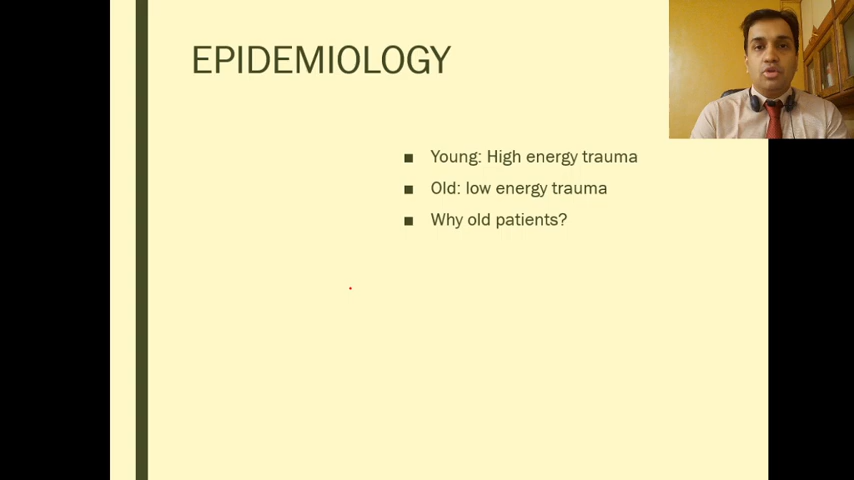 EPIDEMIOLOGY
Young: High energy trauma
Old: low energy trauma
Why old patients?